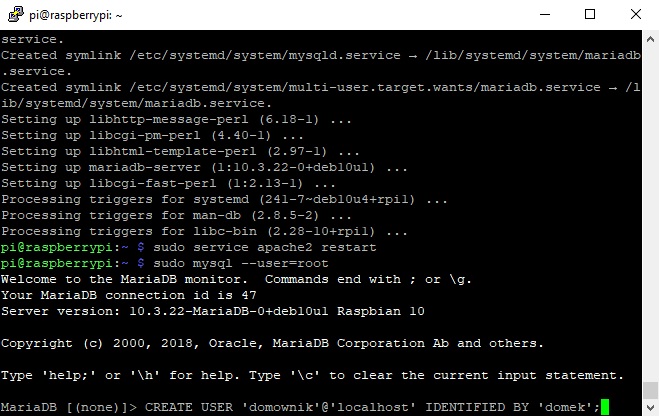 pi@raspberrypi: ~
service.
Created symlink /etc/systemd/system/mysqld.service → /lib/systemd/system/mariadb
.service.
Created symlink /etc/systemd/system/multi-user.target.wants/mariadb.service → /l
ib/systemd/system/mariadb.service.
Setting up libhttp-message-perl (6.18-1) ...
Setting up libcgi-pm-perl (4.40-1) ...
Setting up libhtml-template-perl (2.97-1) ...
Setting up mariadb-server (1:10.3.22-0+deb10u1) ...
Setting up libcgi-fast-perl (1:2.13-1) ...
Processing triggers for systemd (241-7~deb10u4+rpi1) ...
Processing triggers for man-db (2.8.5-2) ...
Processing triggers for libc-bin (2.28-10+rpi1) ...
pi@raspberrypi:~ $ sudo service apache2 restart
pi@raspberrypi:~ $ sudo mysql --user=root
Welcome to the MariaDB monitor.  Commands end with ; or \g.
Your MariaDB connection id is 47
Server version: 10.3.22-MariaDB-0+deb10u1 Raspbian 10

Copyright (c) 2000, 2018, Oracle, MariaDB Corporation Ab and others.

Type 'help;' or '\h' for help. Type '\c' to clear the current input statement.

MariaDB [(none)]> CREATE USER 'domownik'@'localhost' IDENTIFIED BY 'domek';